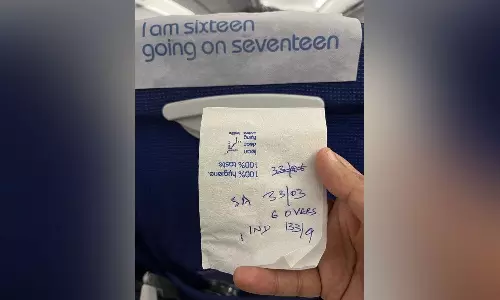 I am sixteen
going on seventeen
100% hygiene.
100% taste
SA 33/03
6 OVERS
IND 133/9